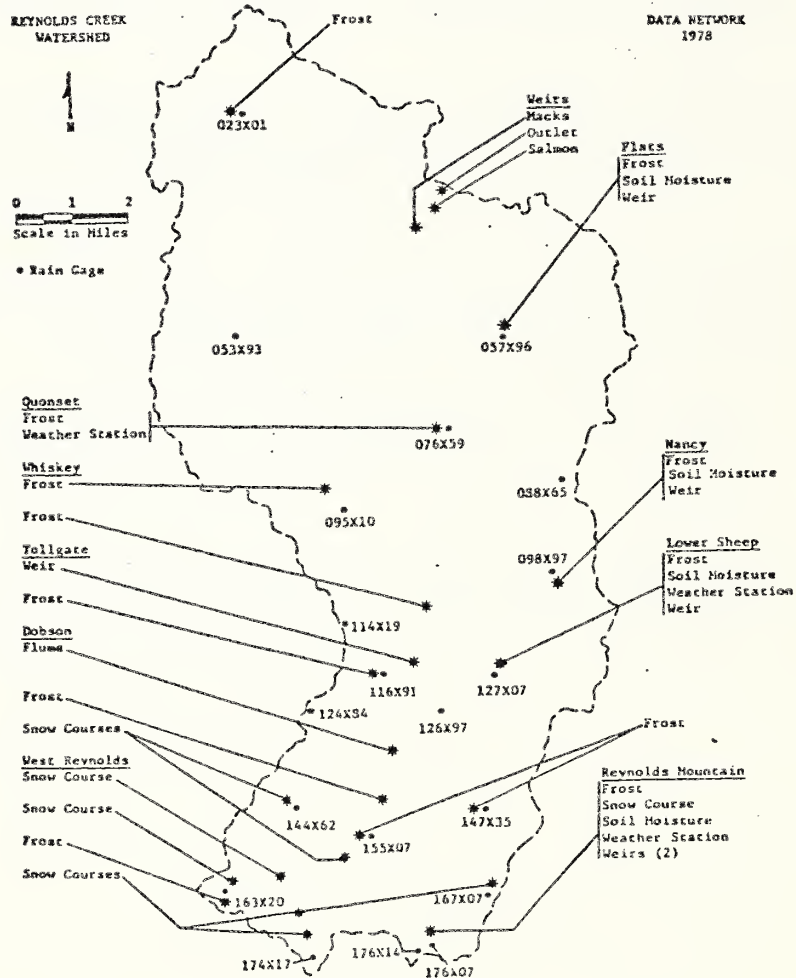 REYNOLDS CREEK
WATERSHED
DATA NETWORK
1978
N
0 1 2
Scale in Miles
• Rain Gage
Frost
023X01
Weirs
Macks
Outlet
Salmon
Flats
Frost
Soil Moisture
Weir
053X93
057X96
Quonset
Frost
Weather Station
076X59
Whiskey
Frost
095X10
038X65
Nancy
Frost
Soil Moisture
Weir
098X97
Frost
Lower Sheep
Frost
Soil Moisture
Weather Station
Weir
Tollgate
Weir
114X19
Frost
116X91
127X07
Dobson
Flume
124X84
126X97
Frost
Frost
Snow Courses
West Reynolds
Snow Course
Reynolds Mountain
Frost
Snow Course
Soil Moisture
Weather Station
Weirs (2)
144X62
147X35
Snow Course
155X07
Frost
Snow Courses
163X20
167X07
174X17
176X14
176X07